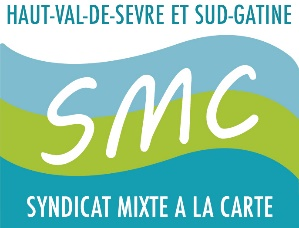 HAUT-VAL-DE-SEVRE ET SUD-GATINE
SMC
SYNDICAT MIXTE A LA CARTE